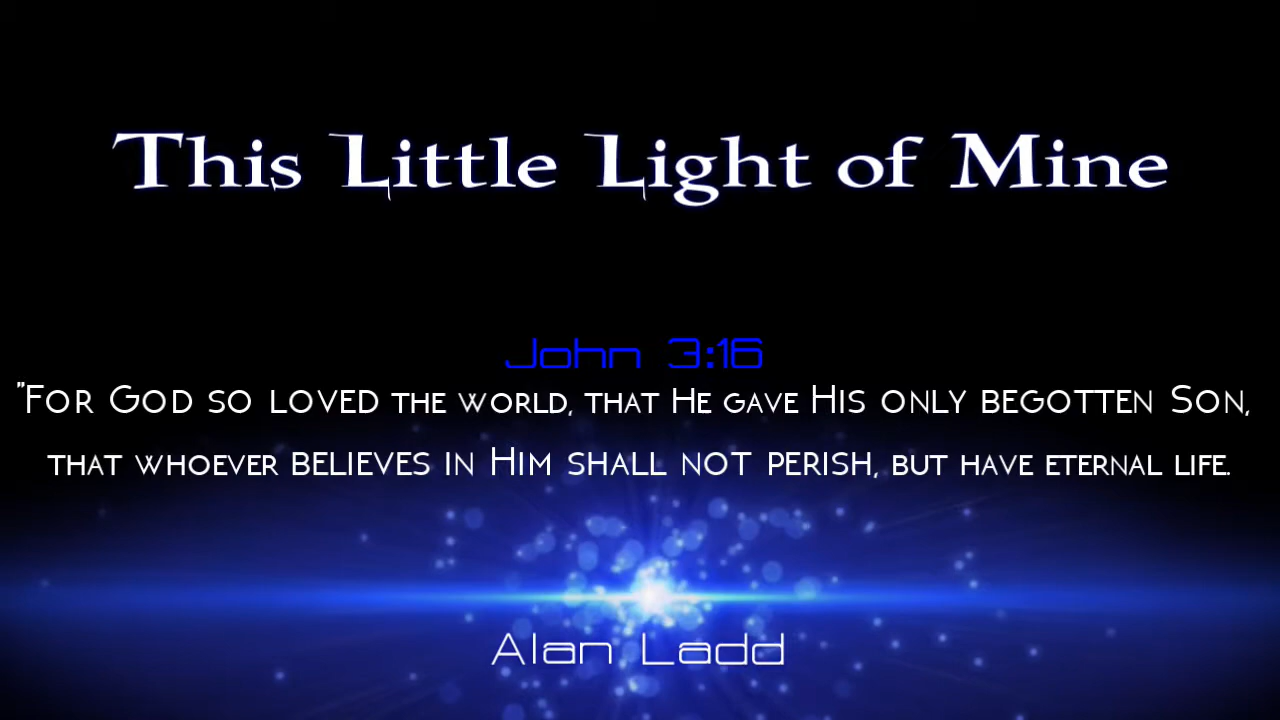 This Little Light of Mine
John 3:16
"For God so loved the world, that He gave His only begotten Son,
that whoever believes in Him shall not perish, but have eternal life.
Alan Ladd